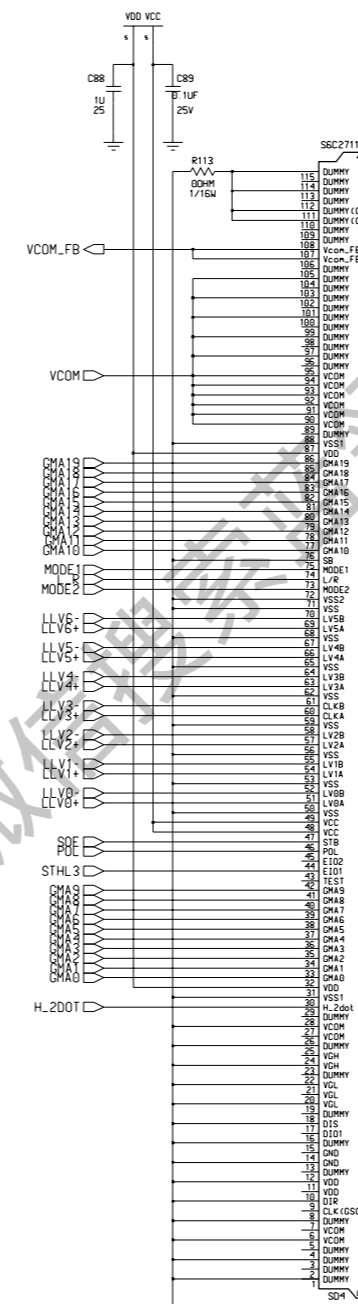 VDD VCC
s s
C88
1U
25
C89
0.1UF
25V
R113
0OHM
1/16W
S6C2711
VCOM_FB
VCOM
GMA19
GMA18
GMA17
GMA16
GMA15
GMA14
GMA13
GMA12
GMA11
GMA10
MODE1
L_R
MODE2
LLV6-
LLV6+
LLV5-
LLV5+
LLV4-
LLV4+
LLV3-
LLV3+
LLV2-
LLV2+
LLV1-
LLV1+
LLV0-
LLV0+
SOE
POL
STHL3
GMA9
GMA8
GMA7
GMA6
GMA5
GMA4
GMA3
GMA2
GMA1
GMA0
H_2DOT
115 DUMMY
114 DUMMY
113 DUMMY
112 DUMMY
111 DUMMY(
110 DUMMY(
109 DUMMY
108 DUMMY
107 Vcom_FB
106 Vcom_FB
105 DUMMY
104 DUMMY
103 DUMMY
102 DUMMY
101 DUMMY
100 DUMMY
99 DUMMY
98 DUMMY
97 DUMMY
96 DUMMY
95 DUMMY
94 VCOM
93 VCOM
92 VCOM
91 VCOM
90 VCOM
89 VCOM
88 DUMMY
87 VSS1
86 VDD
85 GMA19
84 GMA18
83 GMA17
82 GMA16
81 GMA15
80 GMA14
79 GMA13
78 GMA12
77 GMA11
76 GMA10
75 SB
74 MODE1
73 L/R
72 MODE2
71 VSS2
70 VSS
69 LV5B
68 LV5A
67 VSS
66 LV4B
65 LV4A
64 VSS
63 LV3B
62 LV3A
61 VSS
60 CLKB
59 CLKA
58 VSS
57 LV2B
56 LV2A
55 VSS
54 LV1B
53 LV1A
52 VSS
51 LV0B
50 LV0A
49 VSS
48 VCC
47 VCC
46 STB
45 POL
44 EIO2
43 EIO1
42 TEST
41 GMA9
40 GMA8
39 GMA7
38 GMA6
37 GMA5
36 GMA4
35 GMA3
34 GMA2
33 GMA1
32 GMA0
31 VDD
30 VSS1
29 H_2dot
28 DUMMY
27 VCOM
26 VCOM
25 DUMMY
24 VGH
23 VGH
22 DUMMY
21 VGL
20 VGL
19 VGL
18 DUMMY
17 DIS
16 DIO1
15 DUMMY
14 GND
13 GND
12 DUMMY
11 VDD
10 VDD
9 DIR
8 CLK(GS
7 DUMMY
6 VCOM
5 VCOM
4 DUMMY
3 DUMMY
2 DUMMY
1 DUMMY
SD4
微信搜索